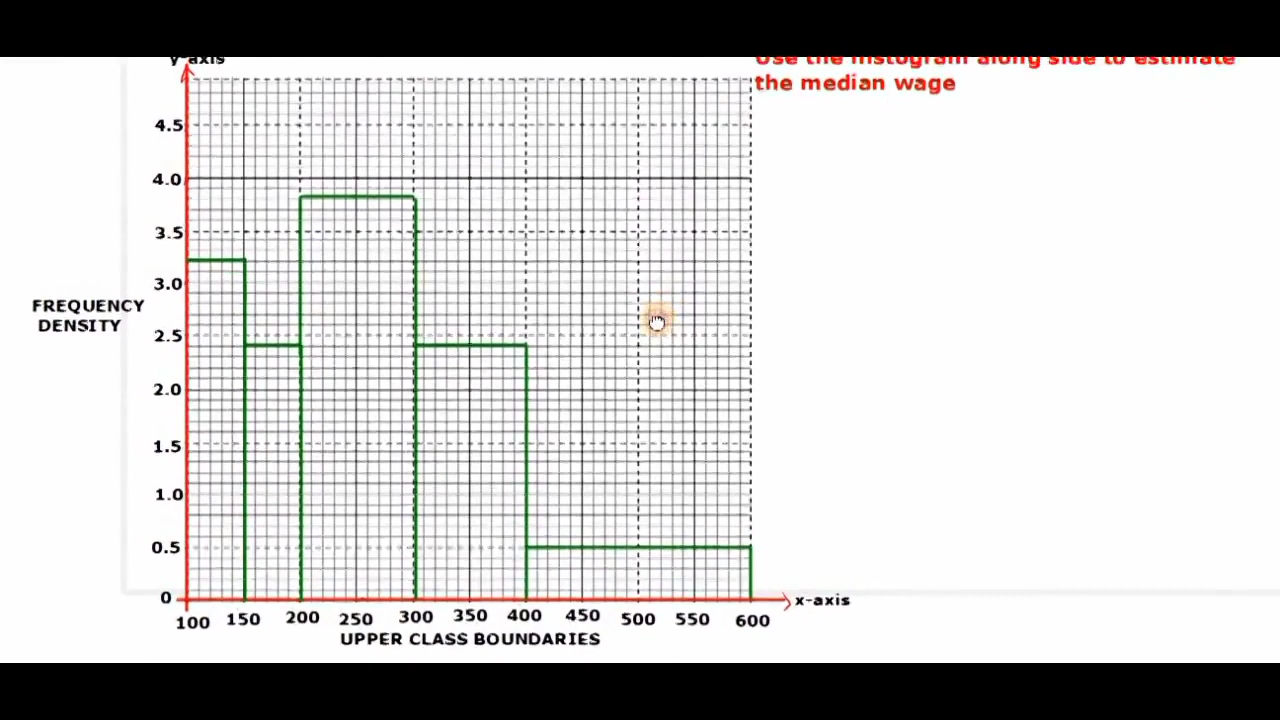 y-axis
Use the histogram along side to estimate
the median wage
4.5
4.0
3.5
3.0
FREQUENCY
DENSITY
2.5
2.0
1.5
1.0
0.5
0
x-axis
100 150 200 250 300 350 400 450 500 550 600
UPPER CLASS BOUNDARIES